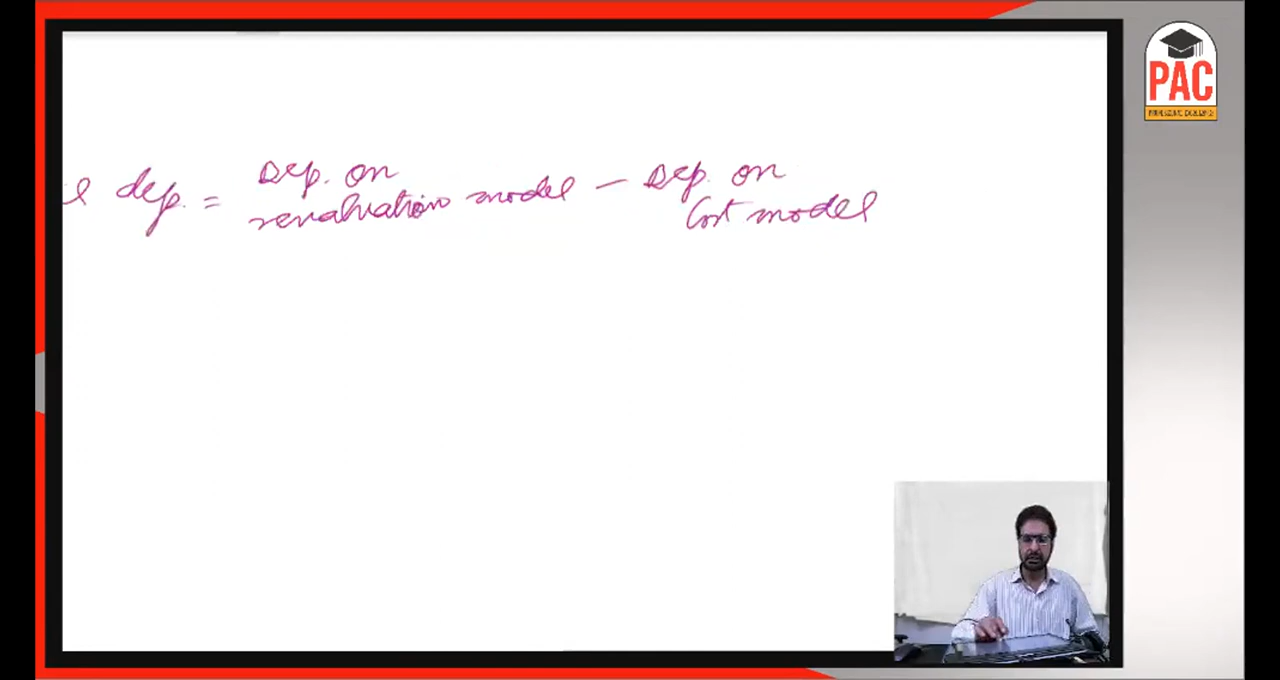 dep. = Dep. on revaluation model — Dep. on Cost model
PAC